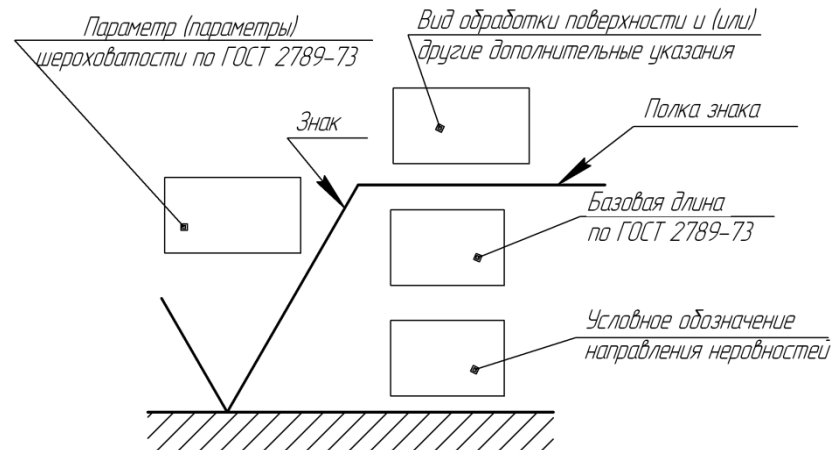 Параметр (параметры)
шероховатости по ГОСТ 2789-73
Вид обработки поверхности и (или)
другие дополнительные указания
Знак
Полка знака
Базовая длина
по ГОСТ 2789-73
Условное обозначение
направления неровностей